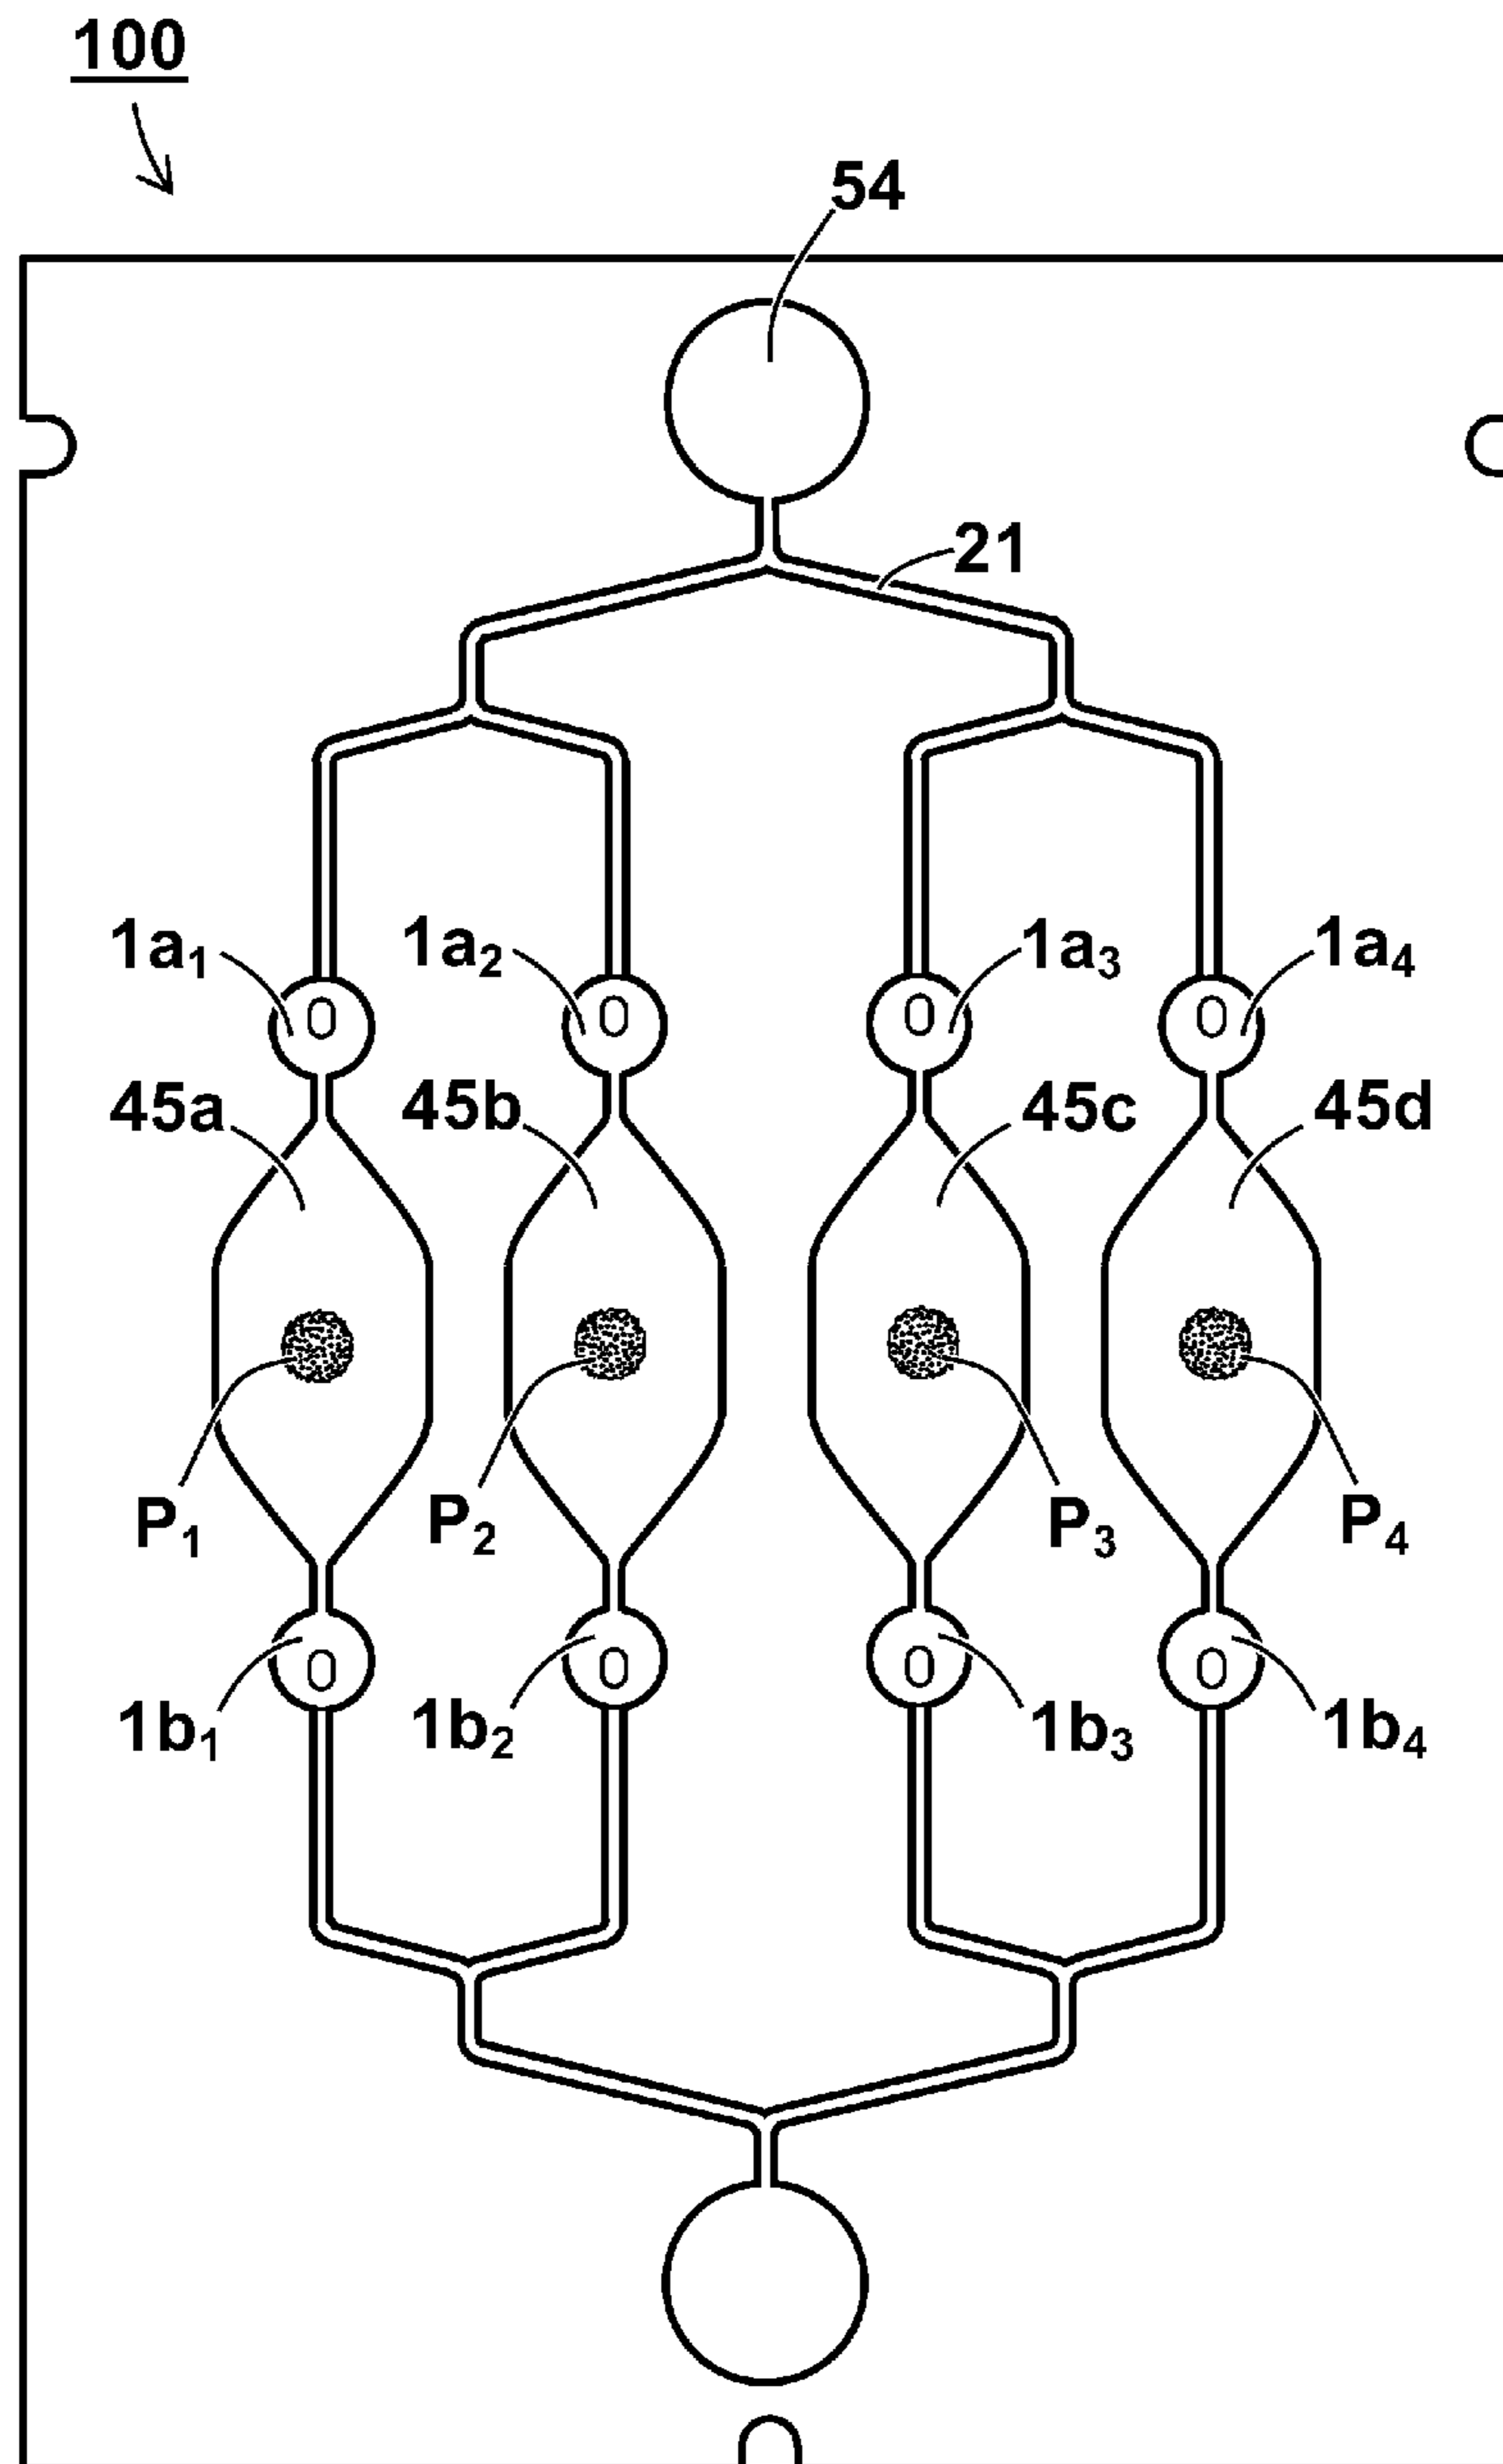 100
54
21
1a₁ 1a₂ 1a₃ 1a₄
45a 45b 45c 45d
P₁ P₂ P₃ P₄
1b₁ 1b₂ 1b₃ 1b₄